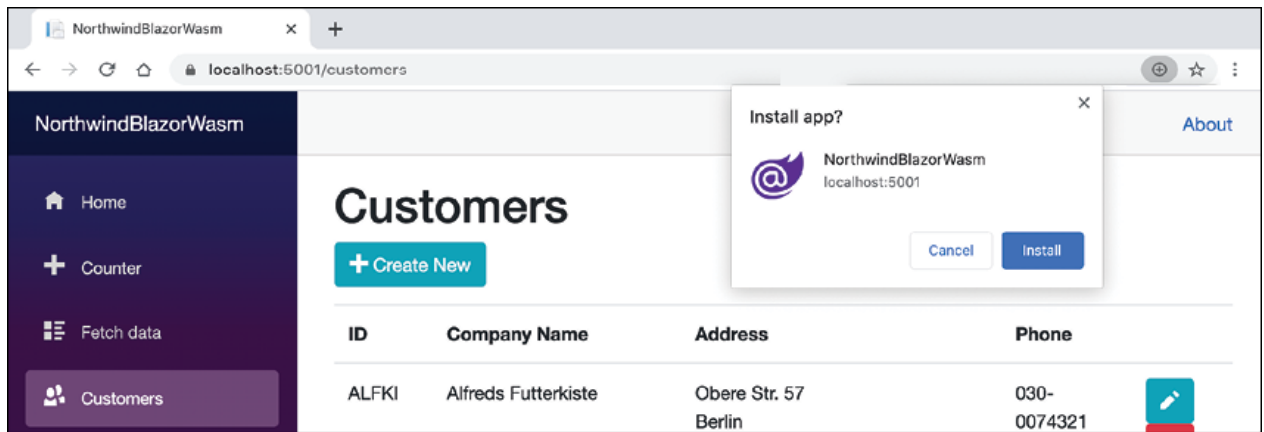 NorthwindBlazorWasm
localhost:5001/customers
NorthwindBlazorWasm
About
Install app?
NorthwindBlazorWasm
localhost:5001
Cancel
Install
Home
Counter
Fetch data
Customers
Customers
Create New
ID Company Name Address Phone
ALFKI Alfreds Futterkiste Obere Str. 57 030-
Berlin 0074321